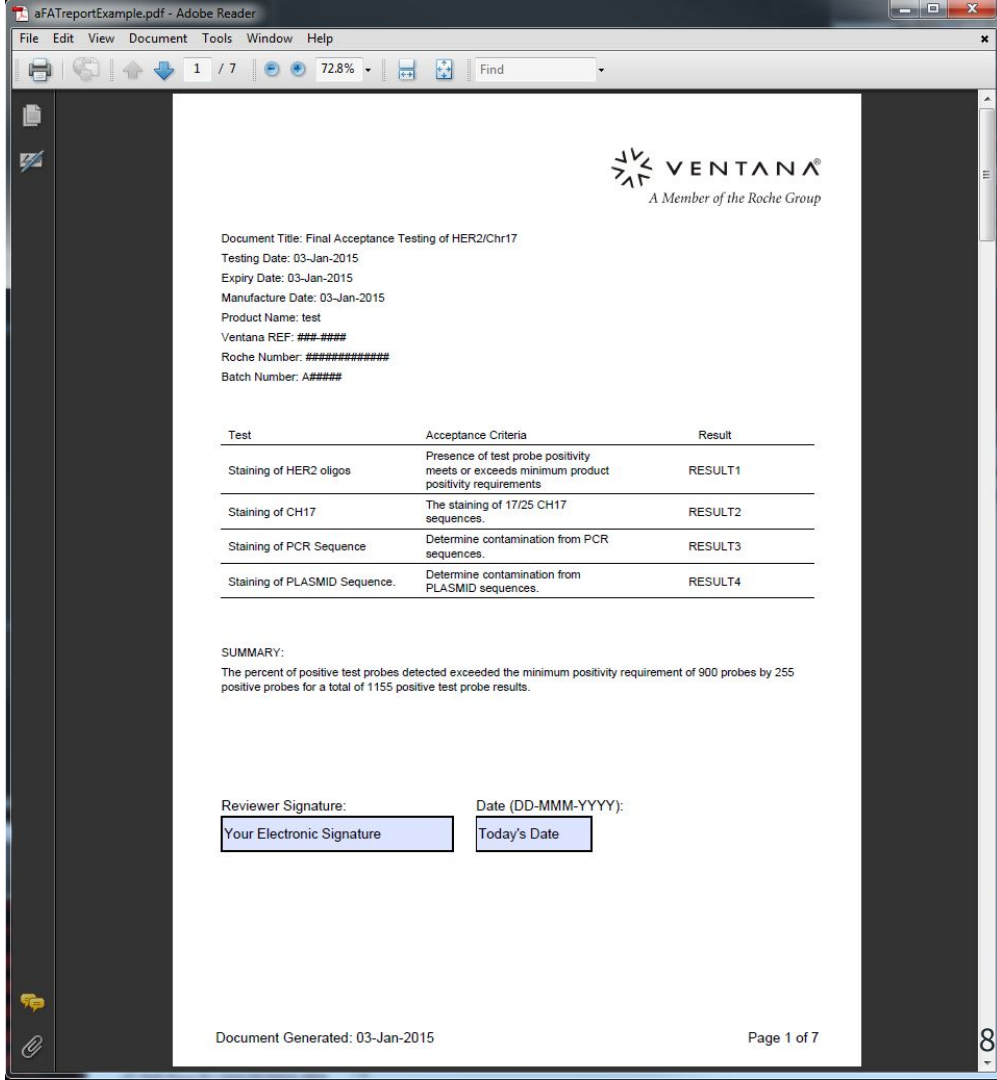 aFATreportExample.pdf - Adobe Reader
File Edit View Document Tools Window Help
1 / 7 72.8% Find
VENTANA®
A Member of the Roche Group
Document Title: Final Acceptance Testing of HER2/Chr17
Testing Date: 03-Jan-2015
Expiry Date: 03-Jan-2015
Manufacture Date: 03-Jan-2015
Product Name: test
Ventana REF: ###-####
Roche Number: #############
Batch Number: A#####
Test Acceptance Criteria Result
Presence of test probe positivity
Staining of HER2 oligos meets or exceeds minimum product RESULT1
positivity requirements
Staining of CH17 The staining of 17/25 CH17 RESULT2
sequences.
Staining of PCR Sequence Determine contamination from PCR RESULT3
sequences.
Staining of PLASMID Sequence. Determine contamination from RESULT4
PLASMID sequences.
SUMMARY:
The percent of positive test probes detected exceeded the minimum positivity requirement of 900 probes by 255
positive probes for a total of 1155 positive test probe results.
Reviewer Signature: Date (DD-MMM-YYYY):
Your Electronic Signature Today's Date
Document Generated: 03-Jan-2015 Page 1 of 7
8